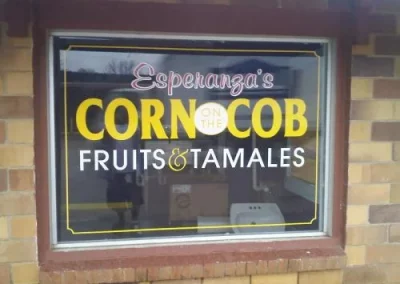 Esperanza's
CORN ON THE COB
FRUITS & TAMALES